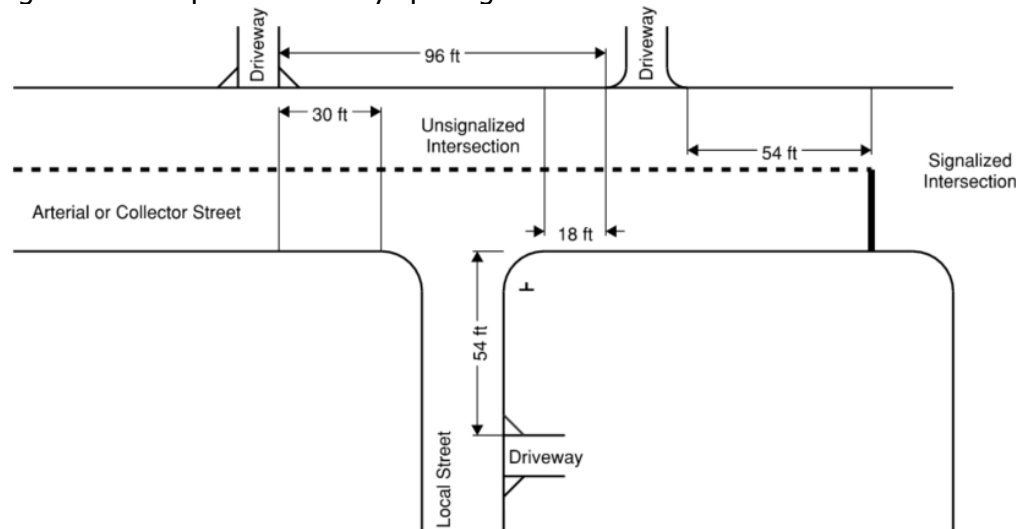 Driveway
96 ft
Driveway
30 ft
Unsignalized
Intersection
54 ft
Signalized
Intersection
Arterial or Collector Street
18 ft
54 ft
Local Street
Driveway